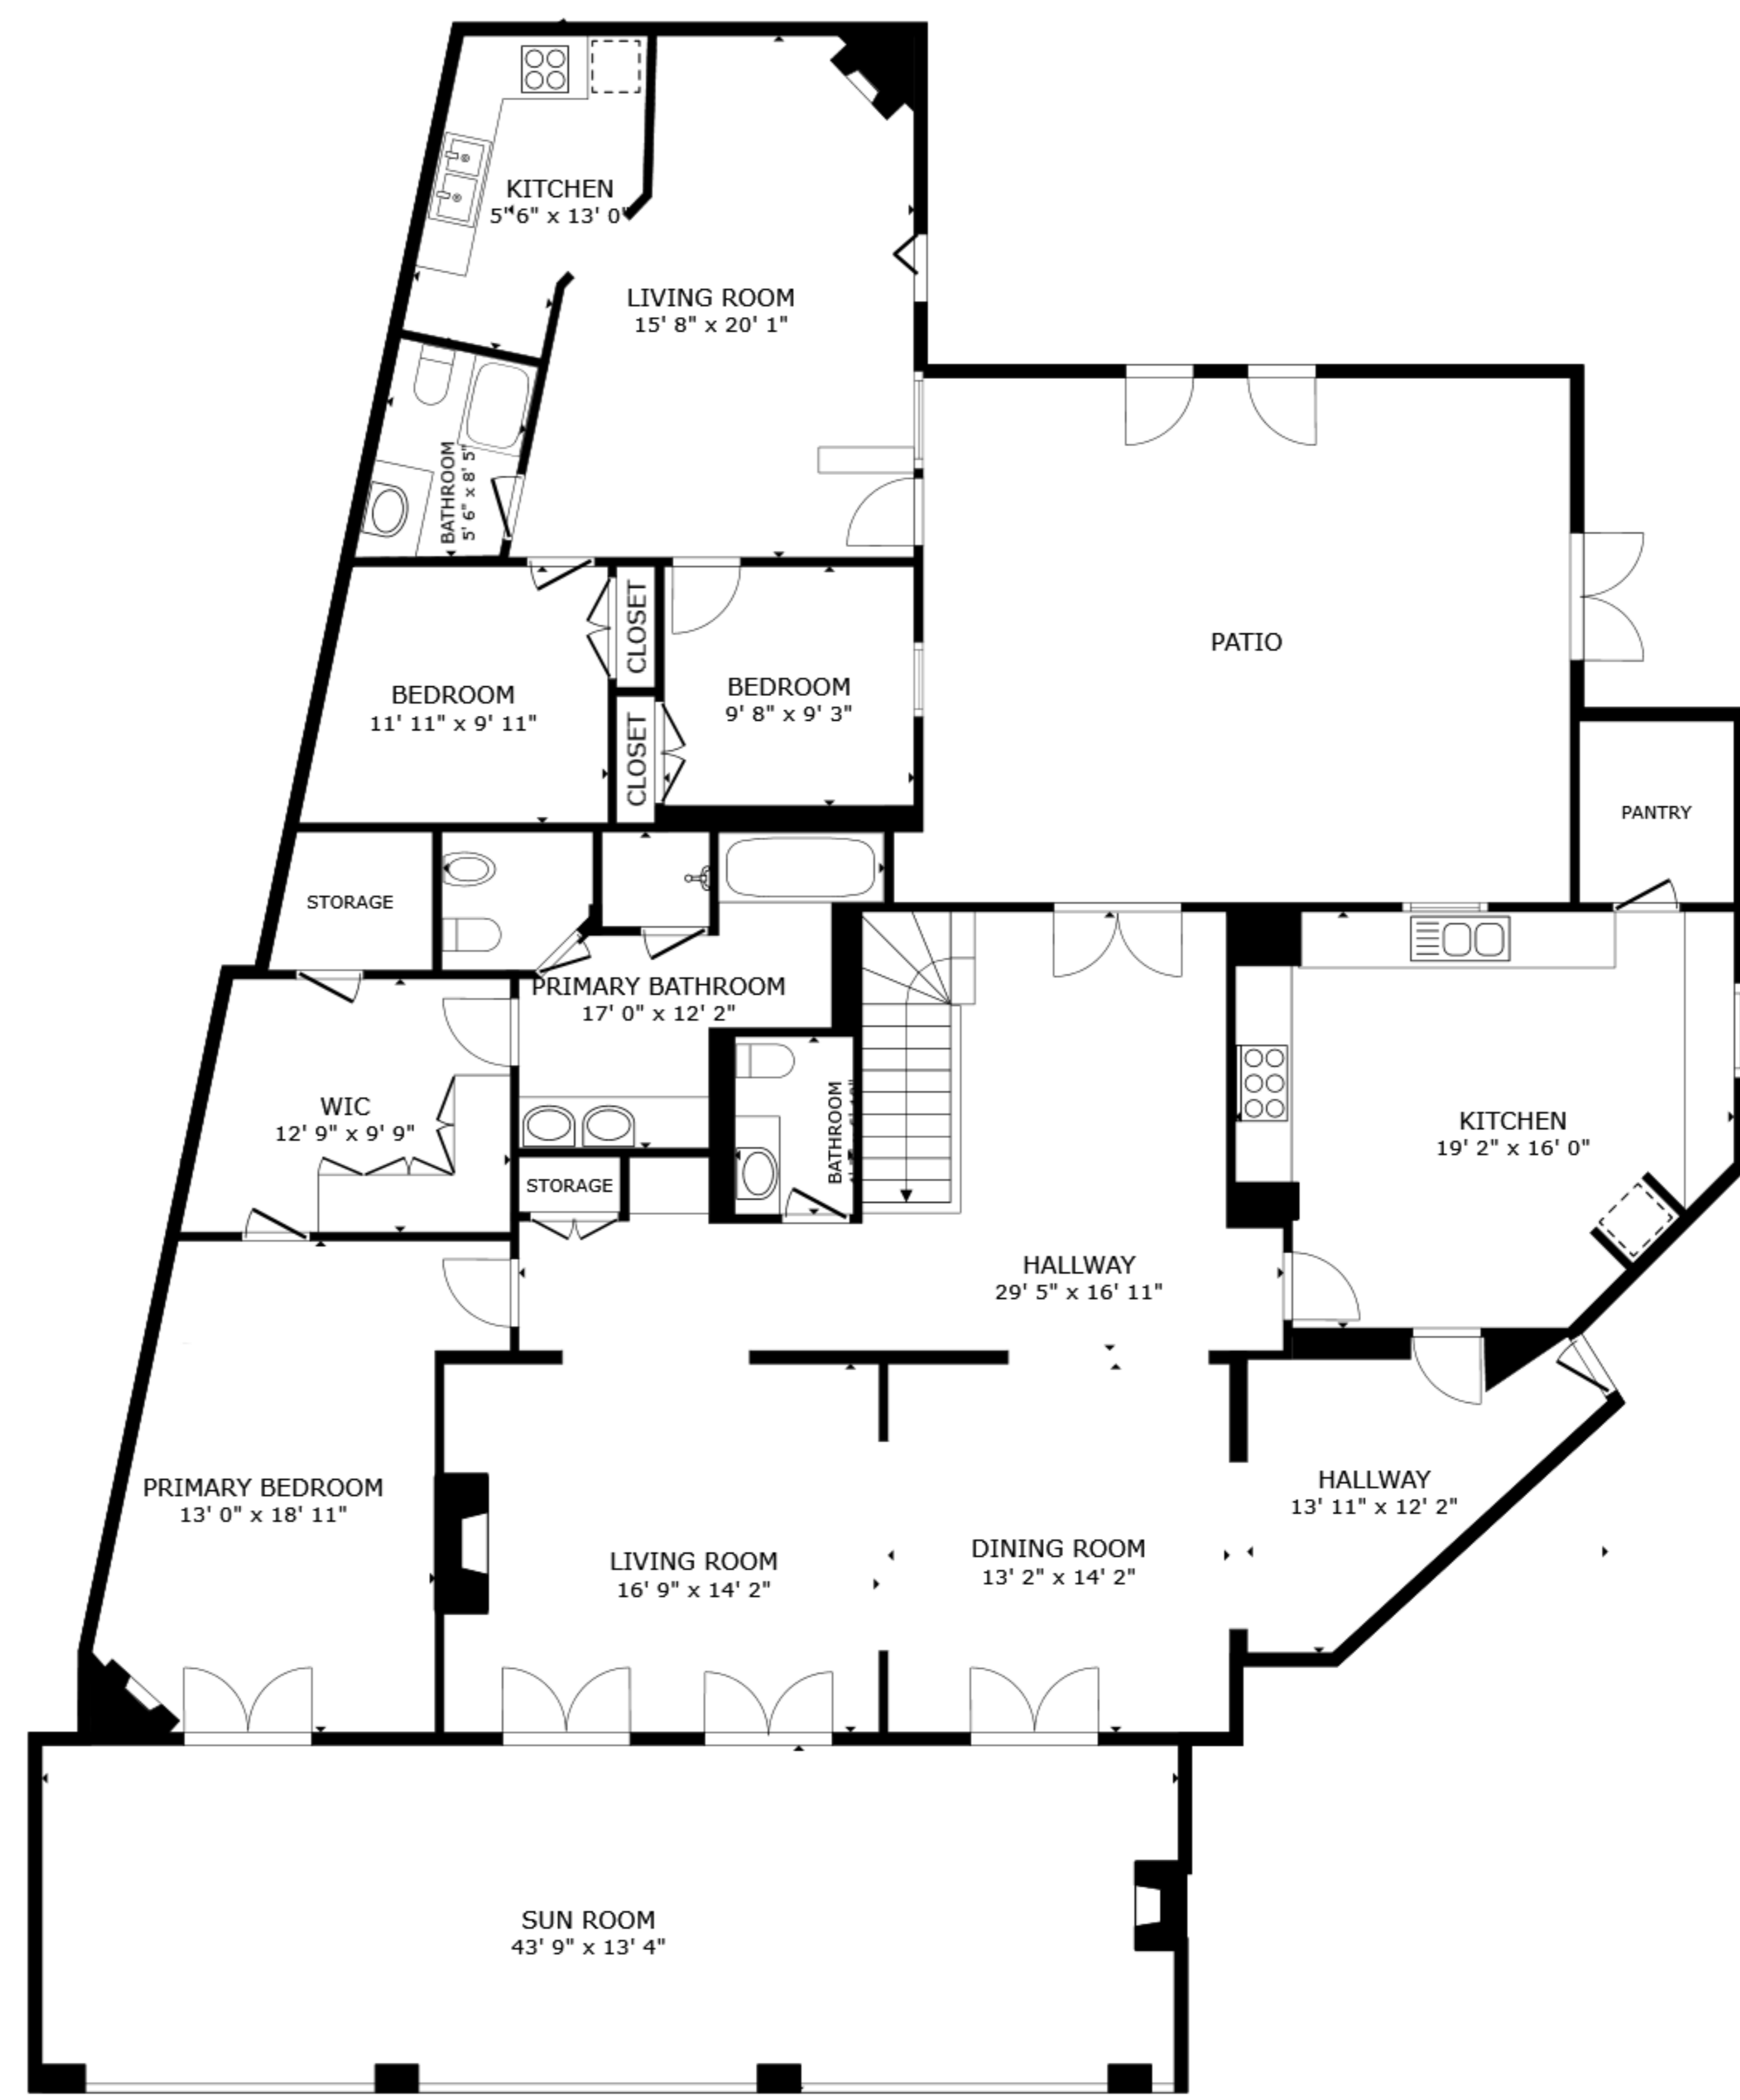 KITCHEN
5' 6" x 13' 0"
LIVING ROOM
15' 8" x 20' 1"
BATHROOM
5' 6" x 8' 5"
CLOSET
BEDROOM
11' 11" x 9' 11"
BEDROOM
9' 8" x 9' 3"
CLOSET
PATIO
PANTRY
STORAGE
PRIMARY BATHROOM
17' 0" x 12' 2"
WIC
12' 9" x 9' 9"
BATHROOM
KITCHEN
19' 2" x 16' 0"
STORAGE
HALLWAY
29' 5" x 16' 11"
PRIMARY BEDROOM
13' 0" x 18' 11"
HALLWAY
13' 11" x 12' 2"
LIVING ROOM
16' 9" x 14' 2"
DINING ROOM
13' 2" x 14' 2"
SUN ROOM
43' 9" x 13' 4"